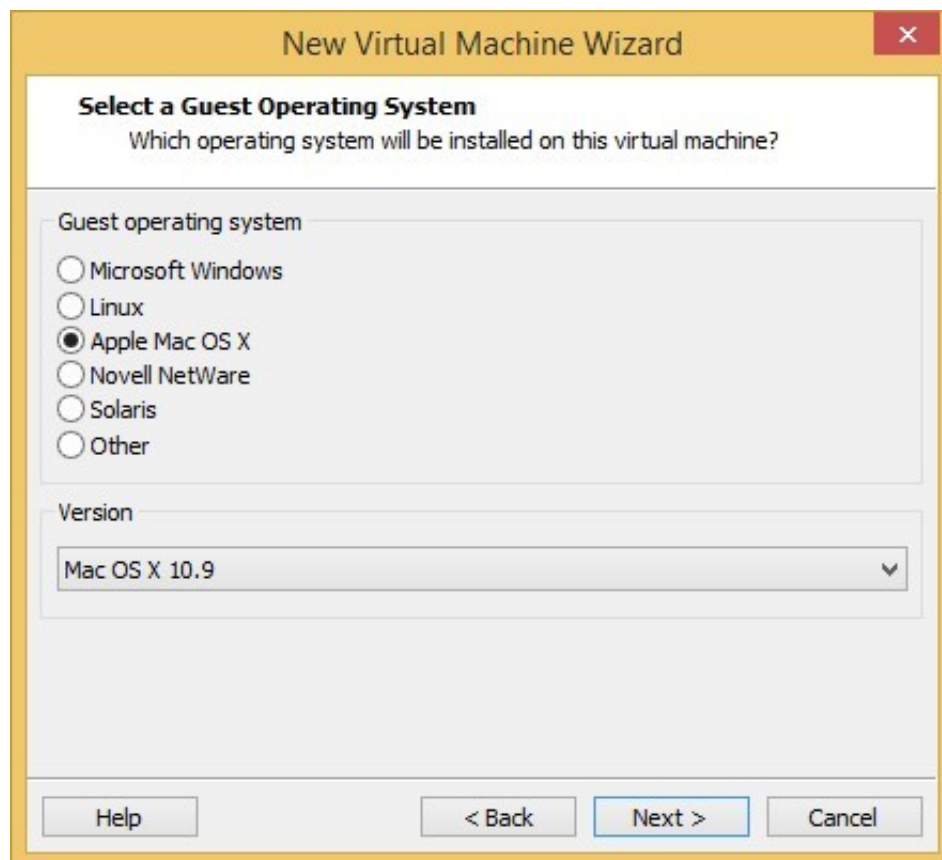 New Virtual Machine Wizard
Select a Guest Operating System
Which operating system will be installed on this virtual machine?
Guest operating system
Microsoft Windows
Linux
Apple Mac OS X
Novell NetWare
Solaris
Other
Version
Mac OS X 10.9
Help < Back Next > Cancel